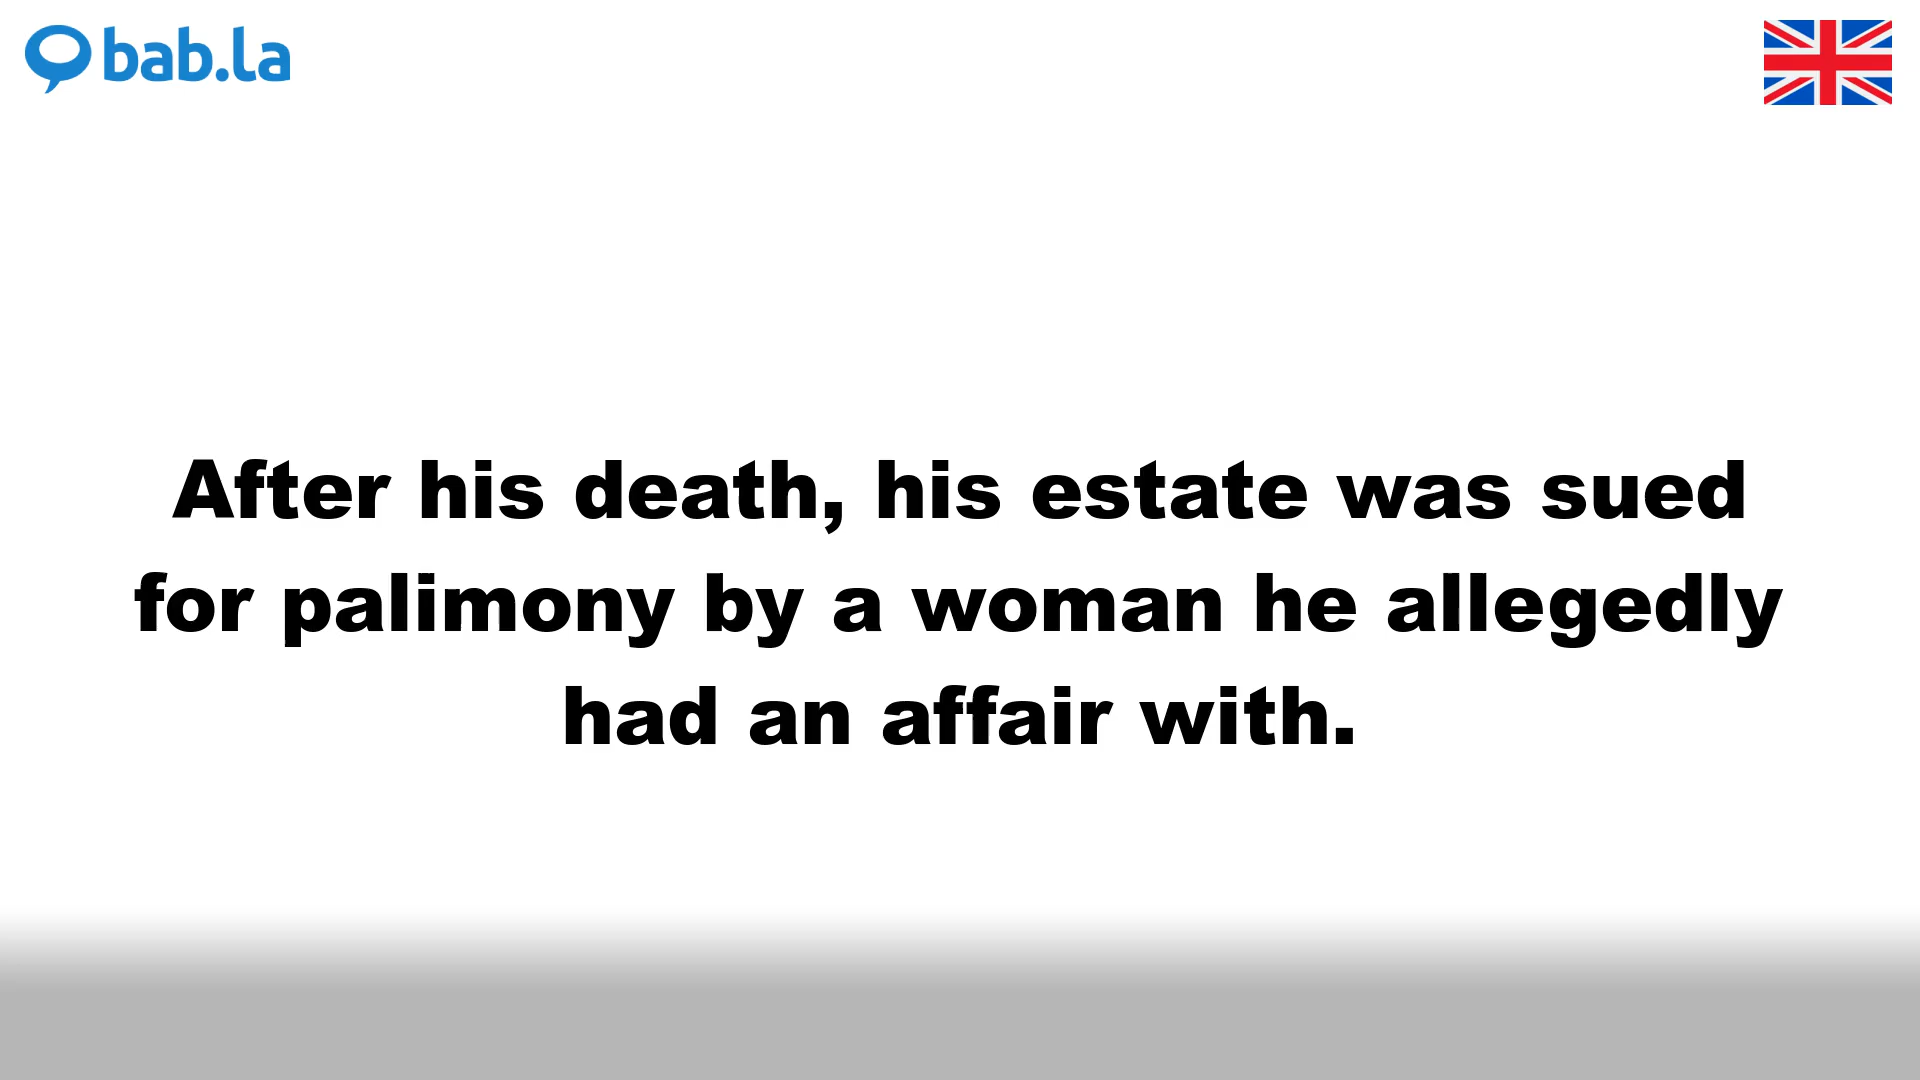 bab.la
After his death, his estate was sued
for palimony by a woman he allegedly
had an affair with.